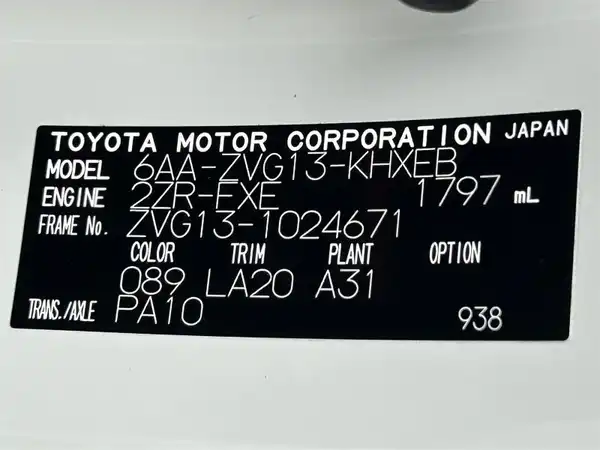 TOYOTA MOTOR CORPORATION JAPAN
MODEL 6AA-ZVG13-KHXEB
ENGINE 2ZR-FXE 1797 mL
FRAME No. ZVG13-1024671
COLOR TRIM PLANT OPTION
089 LA20 A31
TRANS./AXLE PA10 938